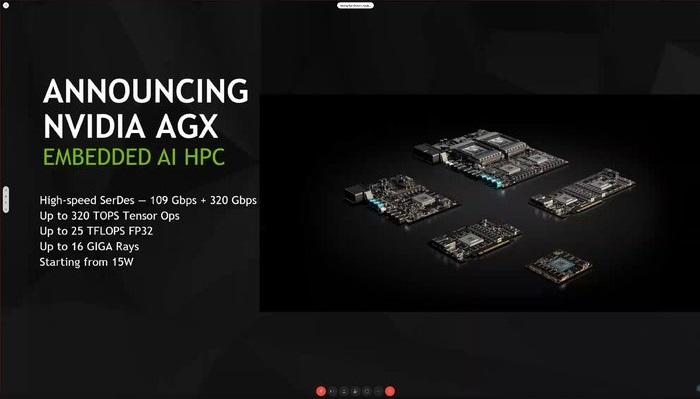 ANNOUNCING
NVIDIA AGX
EMBEDDED AI HPC
High-speed SerDes — 109 Gbps + 320 Gbps
Up to 320 TOPS Tensor Ops
Up to 25 TFLOPS FP32
Up to 16 GIGA Rays
Starting from 15W